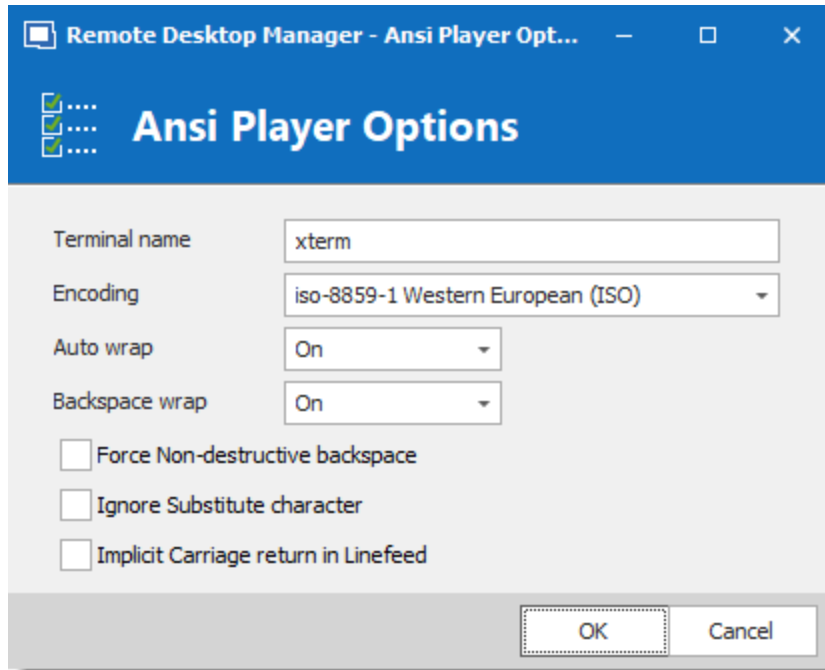 Remote Desktop Manager - Ansi Player Opt...
Ansi Player Options
Terminal name xterm
Encoding iso-8859-1 Western European (ISO)
Auto wrap On
Backspace wrap On
Force Non-destructive backspace
Ignore Substitute character
Implicit Carriage return in Linefeed
OK Cancel